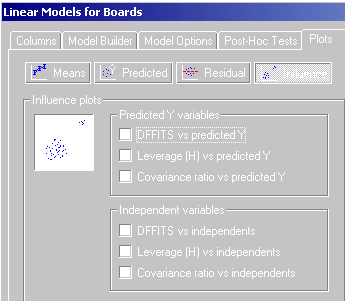 Linear Models for Boards
Columns Model Builder Model Options Post-Hoc Tests Plots
Means Predicted Residual Influence
Influence plots
Predicted Y variables
DFFITS vs predicted Y
Leverage (H) vs predicted Y
Covariance ratio vs predicted Y
Independent variables
DFFITS vs independents
Leverage (H) vs independents
Covariance ratio vs independents